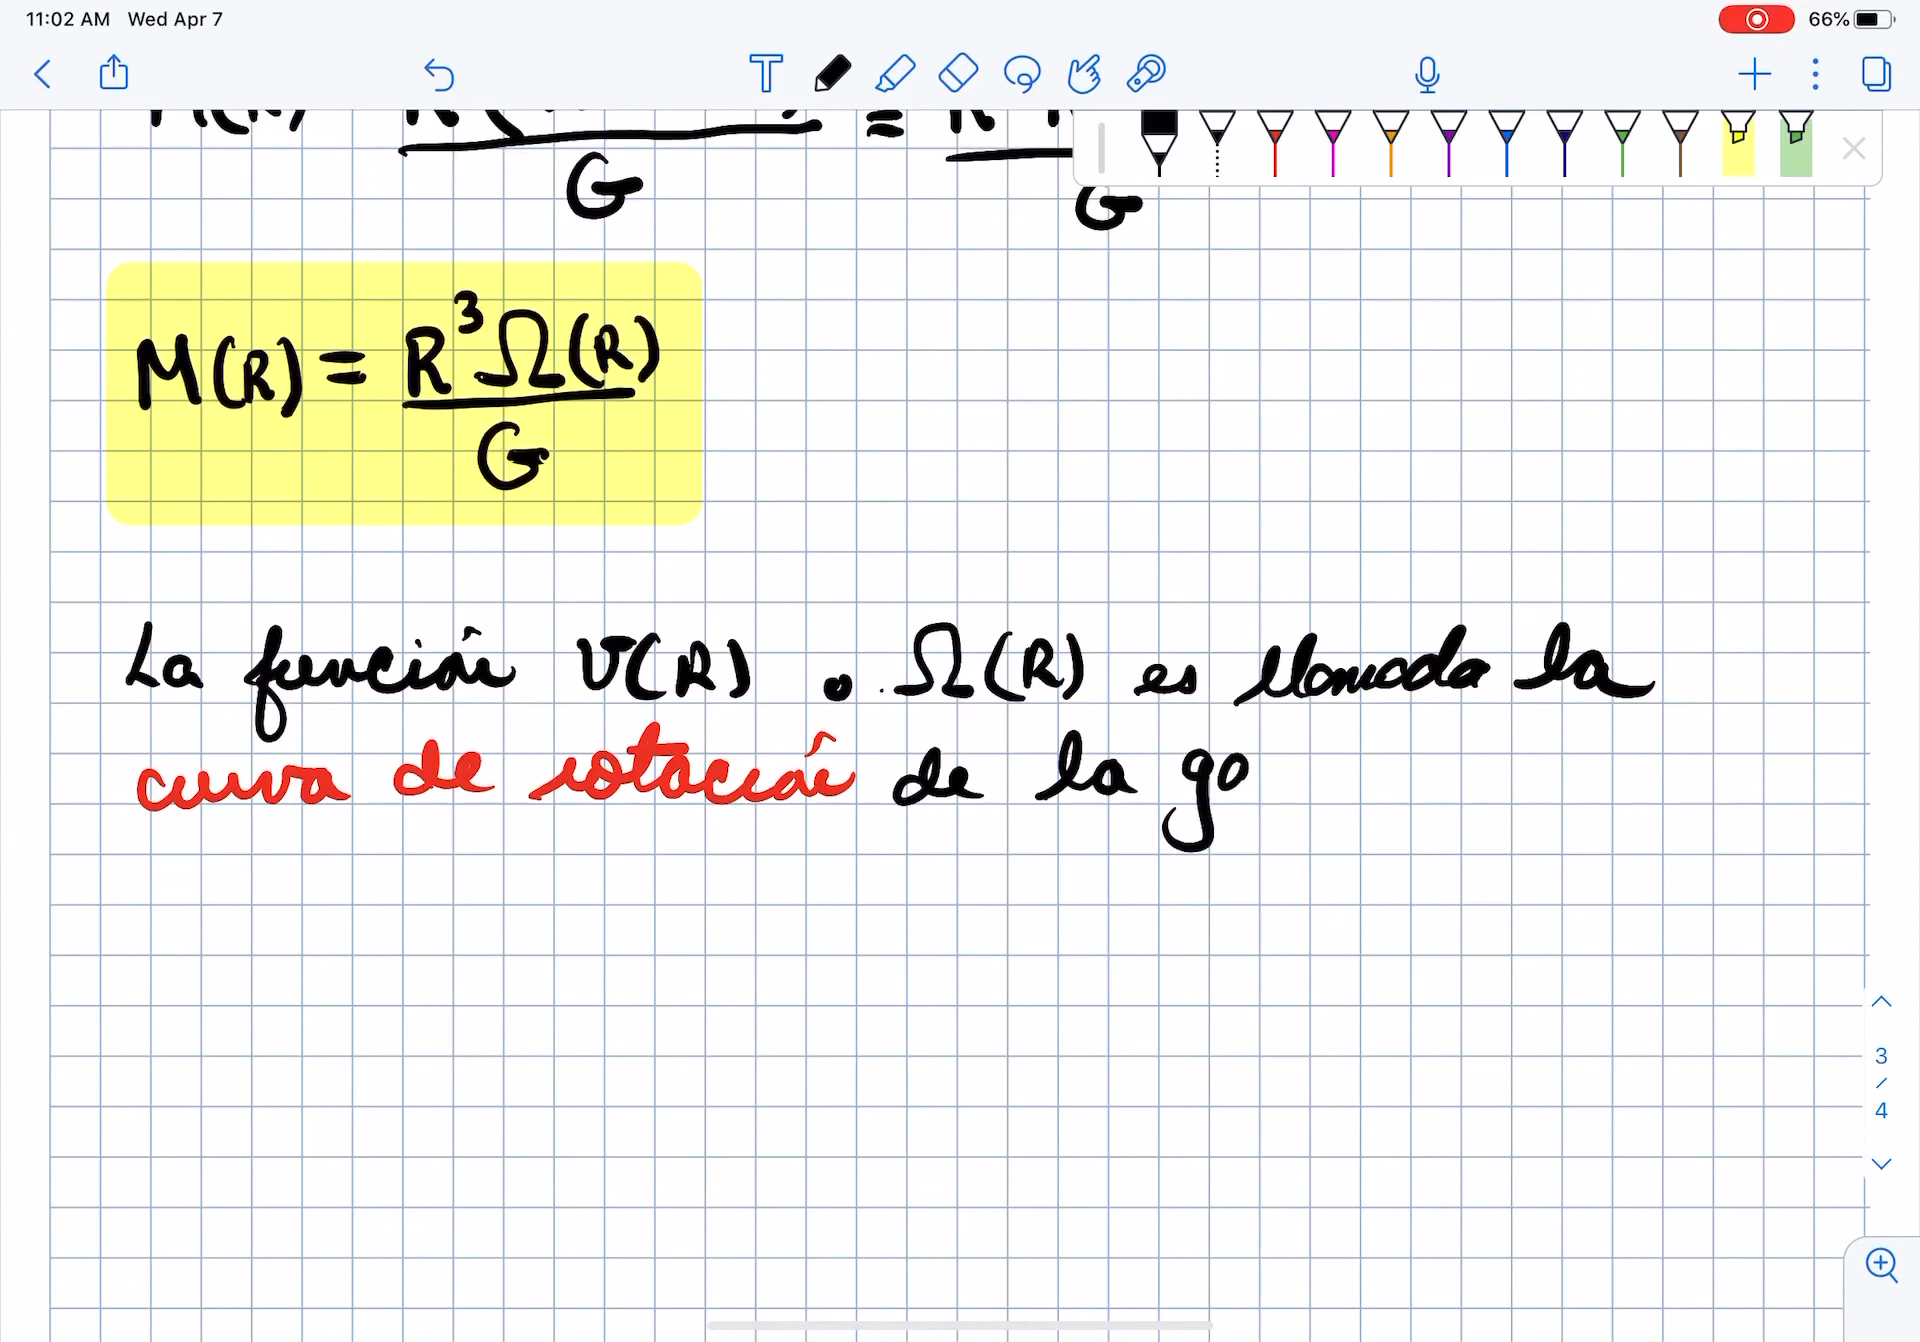 11:02 AM Wed Apr 7 66%
G G
M(R) = R³Ω(R)
G
La función v(R) o Ω(R) es llamada la
curva de rotación de la ga
3
/
4